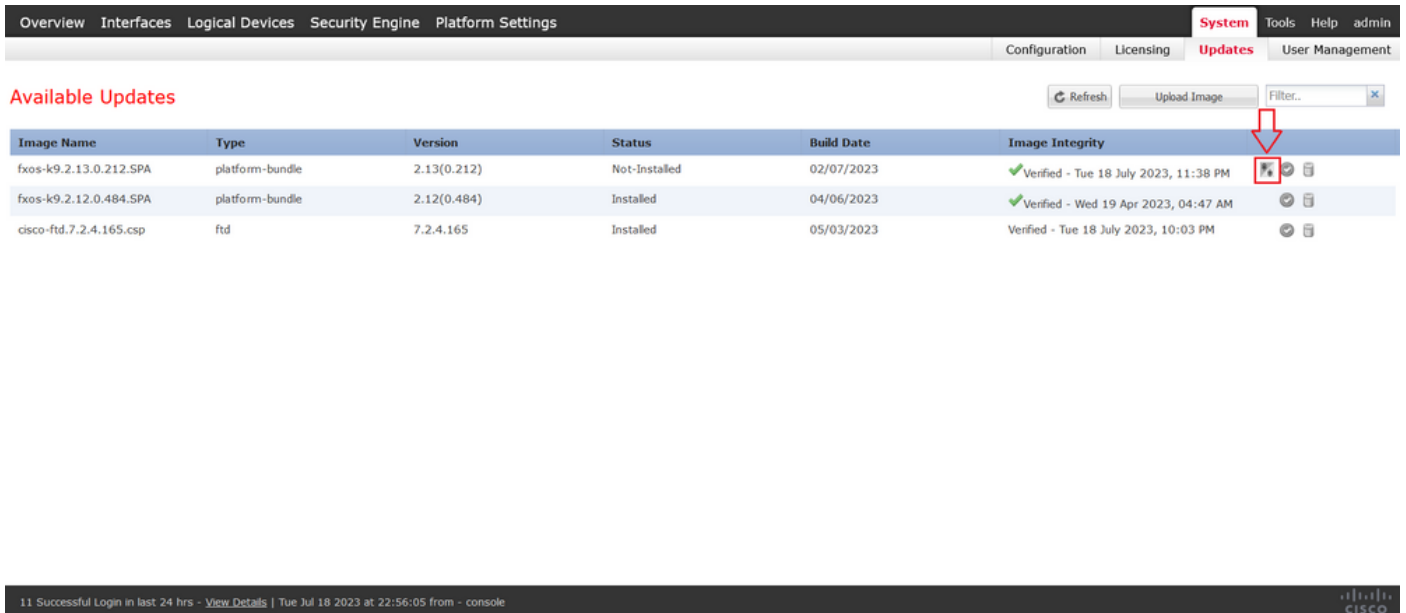 Overview Interfaces Logical Devices Security Engine Platform Settings System Tools Help admin
Configuration Licensing Updates User Management
Available Updates Refresh Upload Image Filter..
Image Name Type Version Status Build Date Image Integrity
fxos-k9.2.13.0.212.SPA platform-bundle 2.13(0.212) Not-Installed 02/07/2023 Verified - Tue 18 July 2023, 11:38 PM
fxos-k9.2.12.0.484.SPA platform-bundle 2.12(0.484) Installed 04/06/2023 Verified - Wed 19 Apr 2023, 04:47 AM
cisco-ftd.7.2.4.165.csp ftd 7.2.4.165 Installed 05/03/2023 Verified - Tue 18 July 2023, 10:03 PM
11 Successful Login in last 24 hrs - View Details | Tue Jul 18 2023 at 22:56:05 from - console
CISCO